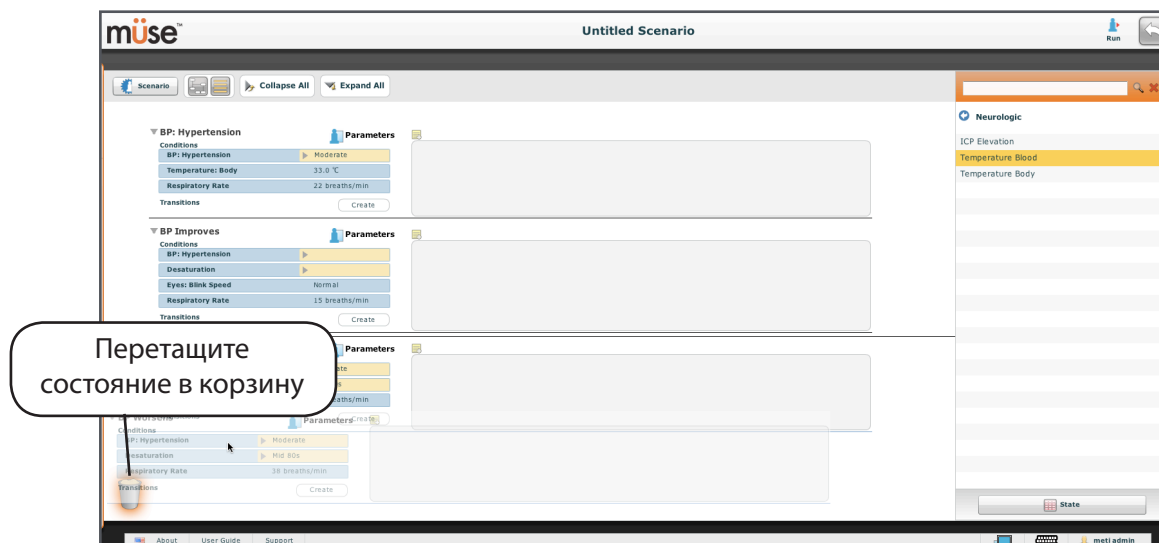 müse™
Untitled Scenario
Run
Scenario
Collapse All
Expand All
BP: Hypertension
Parameters
Conditions
BP: Hypertension Moderate
Temperature: Body 33.0 °C
Respiratory Rate 22 breaths/min
Transitions Create
BP Improves
Parameters
Conditions
BP: Hypertension
Desaturation
Eyes: Blink Speed Normal
Respiratory Rate 15 breaths/min
Transitions Create
Parameters
Create
Перетащите
состояние в корзину
Parameters
Conditions
BP: Hypertension Moderate
Desaturation Mid 80s
Respiratory Rate 38 breaths/min
Transitions Create
Neurologic
ICP Elevation
Temperature Blood
Temperature Body
State
About User Guide Support
meti admin